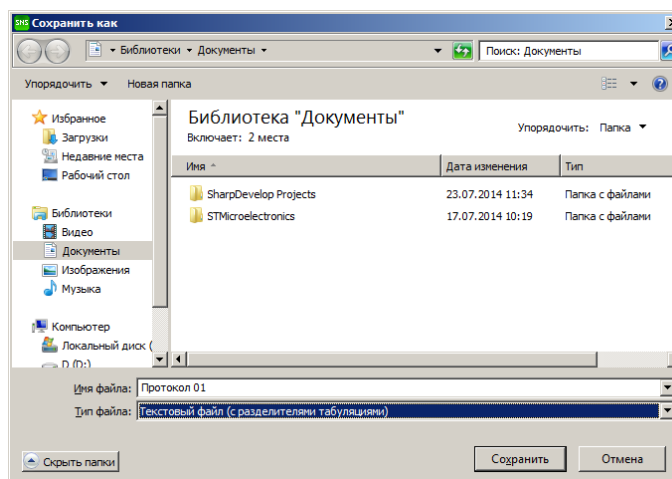 SMS Сохранить как
Библиотеки Документы
Поиск: Документы
Упорядочить Новая папка
Избранное
Загрузки
Недавние места
Рабочий стол
Библиотеки
Видео
Документы
Изображения
Музыка
Компьютер
Локальный диск (
D (D:)
Библиотека "Документы"
Включает: 2 места
Упорядочить: Папка
Имя Дата изменения Тип
SharpDevelop Projects 23.07.2014 11:34 Папка с файлами
STMicroelectronics 17.07.2014 10:19 Папка с файлами
Имя файла: Протокол 01
Тип файла: Текстовый файл (с разделителями табуляциями)
Скрыть папки Сохранить Отмена